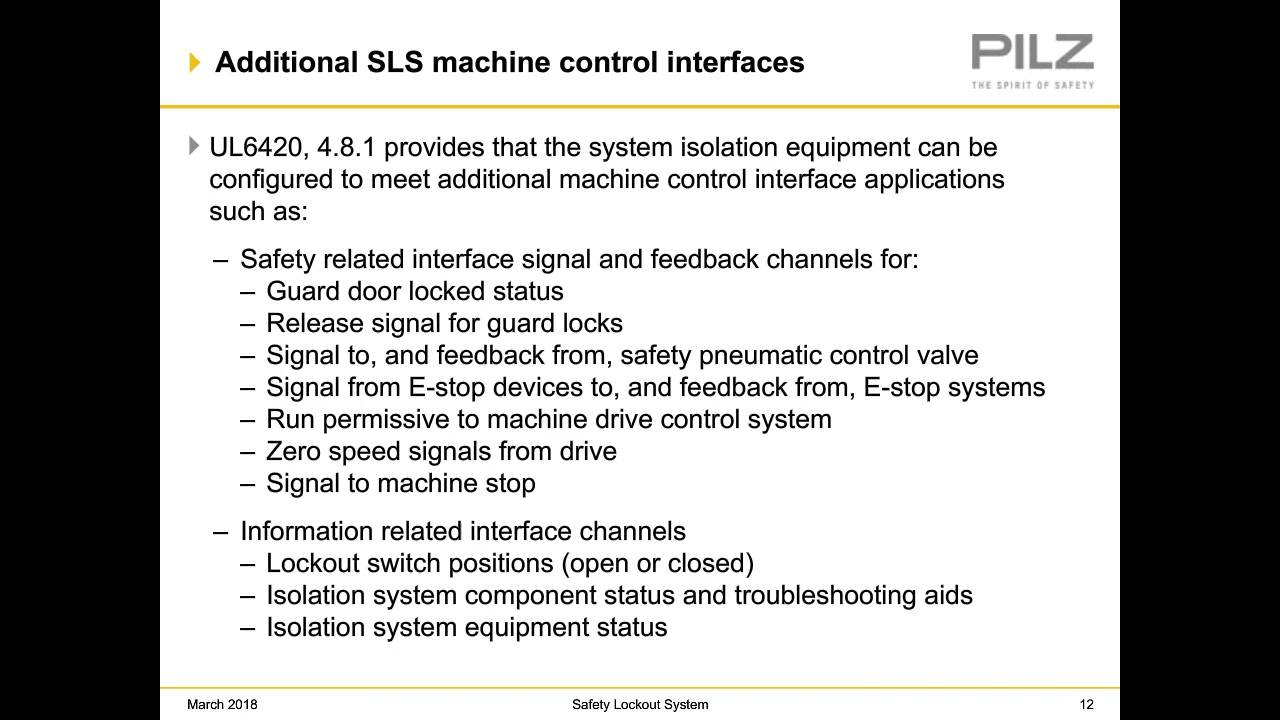 Additional SLS machine control interfaces
PILZ
THE SPIRIT OF SAFETY
UL6420, 4.8.1 provides that the system isolation equipment can be
configured to meet additional machine control interface applications
such as:
– Safety related interface signal and feedback channels for:
– Guard door locked status
– Release signal for guard locks
– Signal to, and feedback from, safety pneumatic control valve
– Signal from E-stop devices to, and feedback from, E-stop systems
– Run permissive to machine drive control system
– Zero speed signals from drive
– Signal to machine stop
– Information related interface channels
– Lockout switch positions (open or closed)
– Isolation system component status and troubleshooting aids
– Isolation system equipment status
March 2018
Safety Lockout System
12